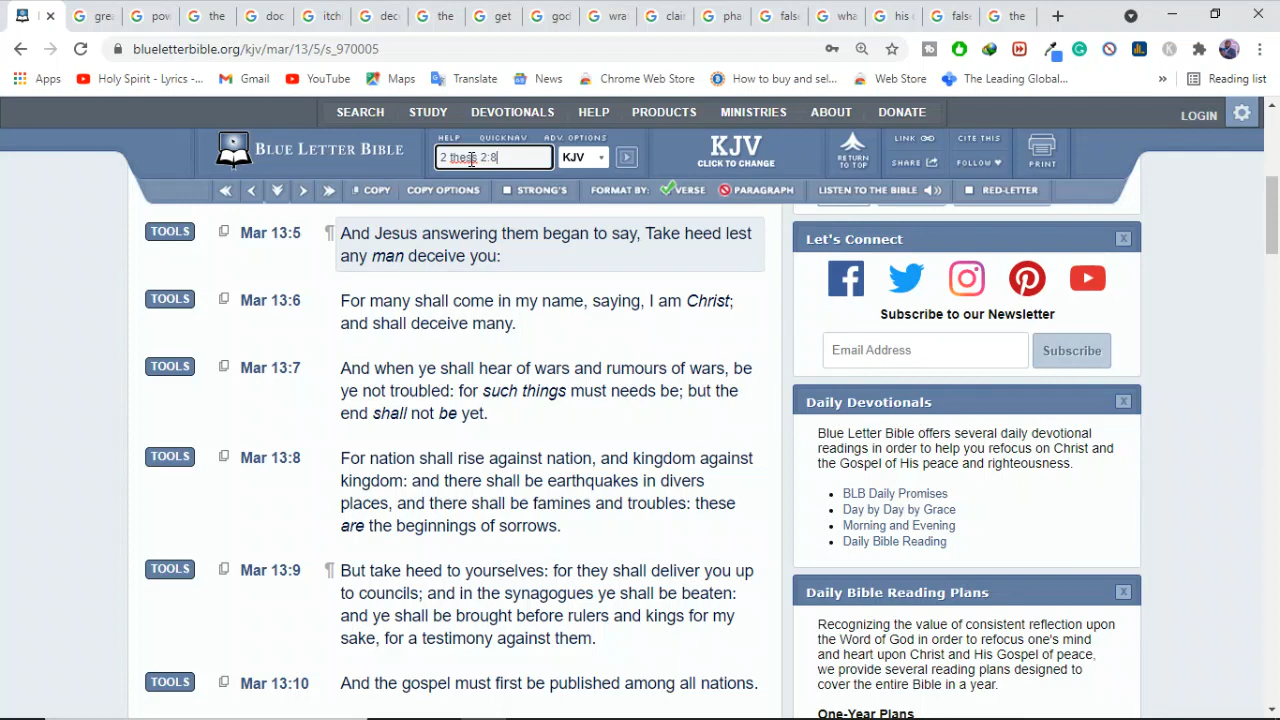 grea
pow
the
doc
itch
dec
the
get
god
wra
clai
pha
false
wha
his c
false
the
blueletterbible.org/kjv/mar/13/5/s_970005
Apps
Holy Spirit - Lyrics -...
Gmail
YouTube
Maps
Translate
News
Chrome Web Store
How to buy and sel...
Web Store
The Leading Global...
»
Reading list
SEARCH STUDY DEVOTIONALS HELP PRODUCTS MINISTRIES ABOUT DONATE
LOGIN
BLUE LETTER BIBLE
HELP QUICKNAV ADV. OPTIONS
2 thess 2:8
KJV
KJV
CLICK TO CHANGE
RETURN
TO TOP
LINK
CITE THIS
SHARE
FOLLOW
PRINT
COPY COPY OPTIONS STRONG'S FORMAT BY: VERSE PARAGRAPH LISTEN TO THE BIBLE RED-LETTER
TOOLS Mar 13:5 ¶ And Jesus answering them began to say, Take heed lest
any man deceive you:
TOOLS Mar 13:6 For many shall come in my name, saying, I am Christ;
and shall deceive many.
TOOLS Mar 13:7 And when ye shall hear of wars and rumours of wars, be
ye not troubled: for such things must needs be; but the
end shall not be yet.
TOOLS Mar 13:8 For nation shall rise against nation, and kingdom against
kingdom: and there shall be earthquakes in divers
places, and there shall be famines and troubles: these
are the beginnings of sorrows.
TOOLS Mar 13:9 ¶ But take heed to yourselves: for they shall deliver you up
to councils; and in the synagogues ye shall be beaten:
and ye shall be brought before rulers and kings for my
sake, for a testimony against them.
TOOLS Mar 13:10 And the gospel must first be published among all nations.
Let's Connect
Subscribe to our Newsletter
Email Address
Subscribe
Daily Devotionals
Blue Letter Bible offers several daily devotional
readings in order to help you refocus on Christ and
the Gospel of His peace and righteousness.
• BLB Daily Promises
• Day by Day by Grace
• Morning and Evening
• Daily Bible Reading
Daily Bible Reading Plans
Recognizing the value of consistent reflection upon
the Word of God in order to refocus one's mind
and heart upon Christ and His Gospel of peace,
we provide several reading plans designed to
cover the entire Bible in a year.
One-Year Plans